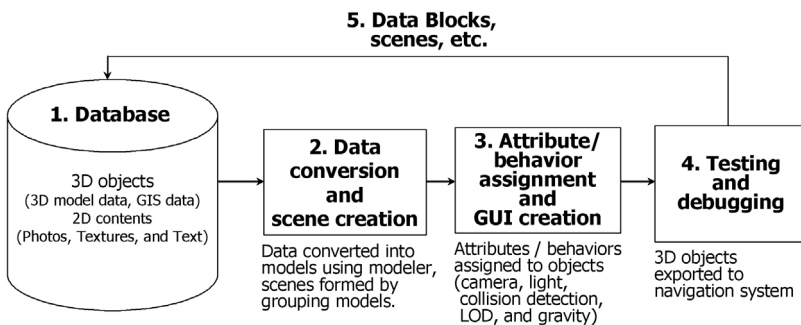 5. Data Blocks,
scenes, etc.
1. Database
3D objects
(3D model data, GIS data)
2D contents
(Photos, Textures, and Text)
2. Data
conversion
and
scene creation
Data converted into
models using modeler,
scenes formed by
grouping models.
3. Attribute/
behavior
assignment
and
GUI creation
Attributes / behaviors
assigned to objects
(camera, light,
collision detection,
LOD, and gravity)
4. Testing
and
debugging
3D objects
exported to
navigation system